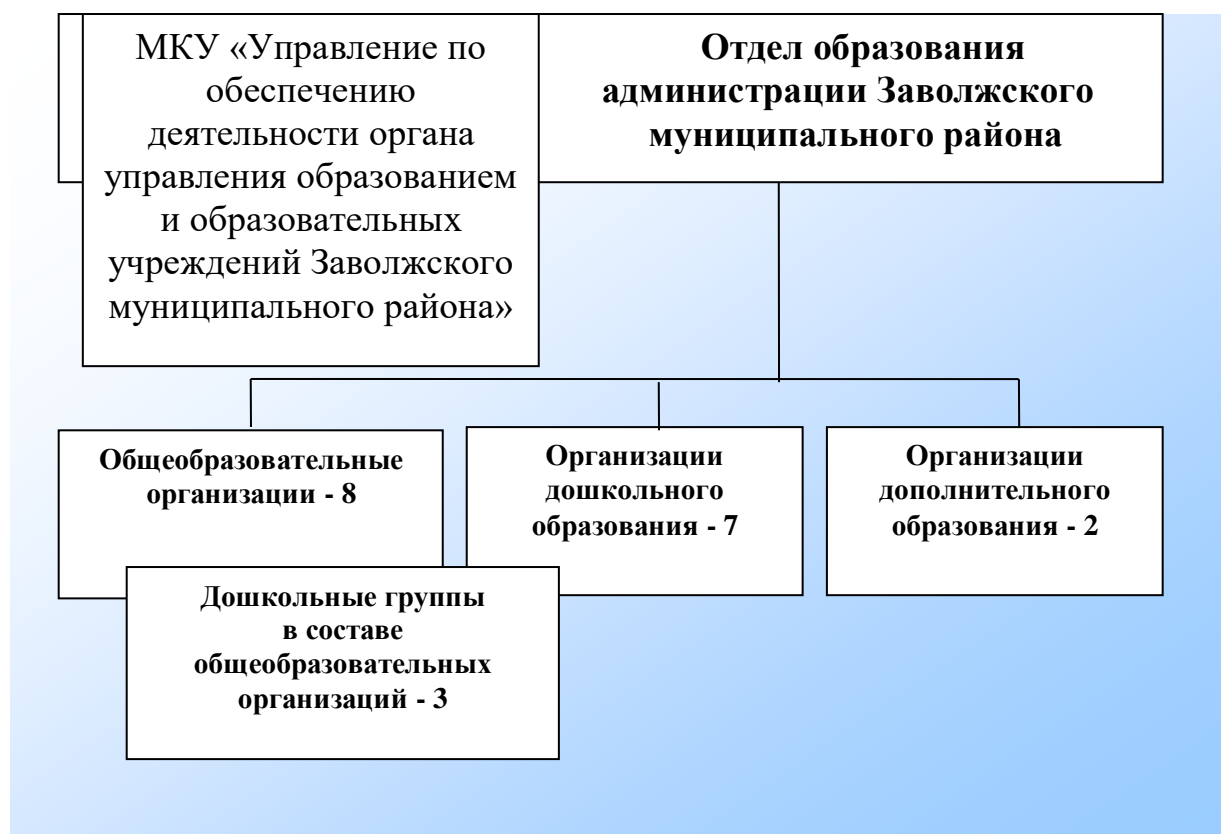 МКУ «Управление по
обеспечению
деятельности органа
управления образованием
и образовательных
учреждений Заволжского
муниципального района»
Отдел образования
администрации Заволжского
муниципального района
Общеобразовательные
организации - 8
Дошкольные группы
в составе
общеобразовательных
организаций - 3
Организации
дошкольного
образования - 7
Организации
дополнительного
образования - 2